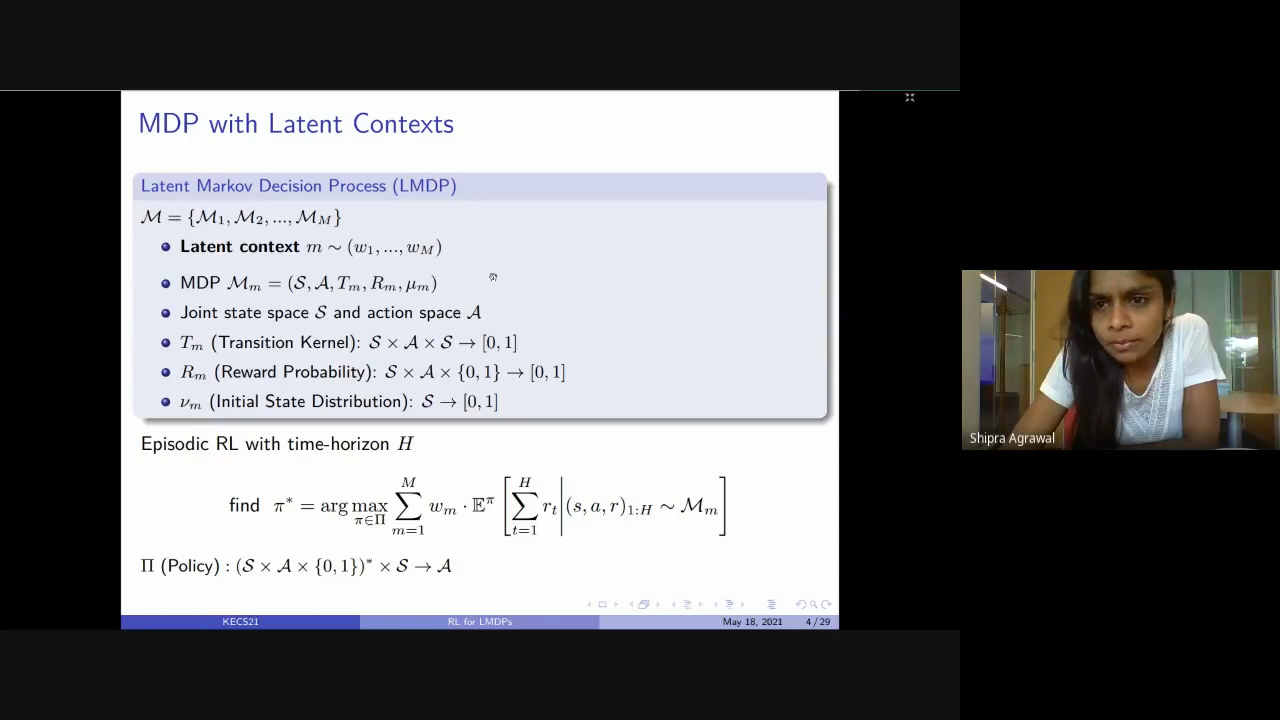 MDP with Latent Contexts
Latent Markov Decision Process (LMDP)
ℳ = {ℳ₁, ℳ₂, ..., ℳ_M}
Latent context m ∼ (w₁, ..., w_M)
MDP ℳ_m = (𝒮, 𝒜, T_m, R_m, μ_m)
Joint state space 𝒮 and action space 𝒜
T_m (Transition Kernel): 𝒮 × 𝒜 × 𝒮 → [0, 1]
R_m (Reward Probability): 𝒮 × 𝒜 × {0, 1} → [0, 1]
ν_m (Initial State Distribution): 𝒮 → [0, 1]
Episodic RL with time-horizon H
find π* = arg max_{π∈Π} ∑_{m=1}^{M} w_m · 𝔼^π [ ∑_{t=1}^{H} r_t | (s, a, r)_{1:H} ∼ ℳ_m ]
Π (Policy) : (𝒮 × 𝒜 × {0, 1})* × 𝒮 → 𝒜
KECS21 RL for LMDPs May 18, 2021 4 / 29
Shipra Agrawal